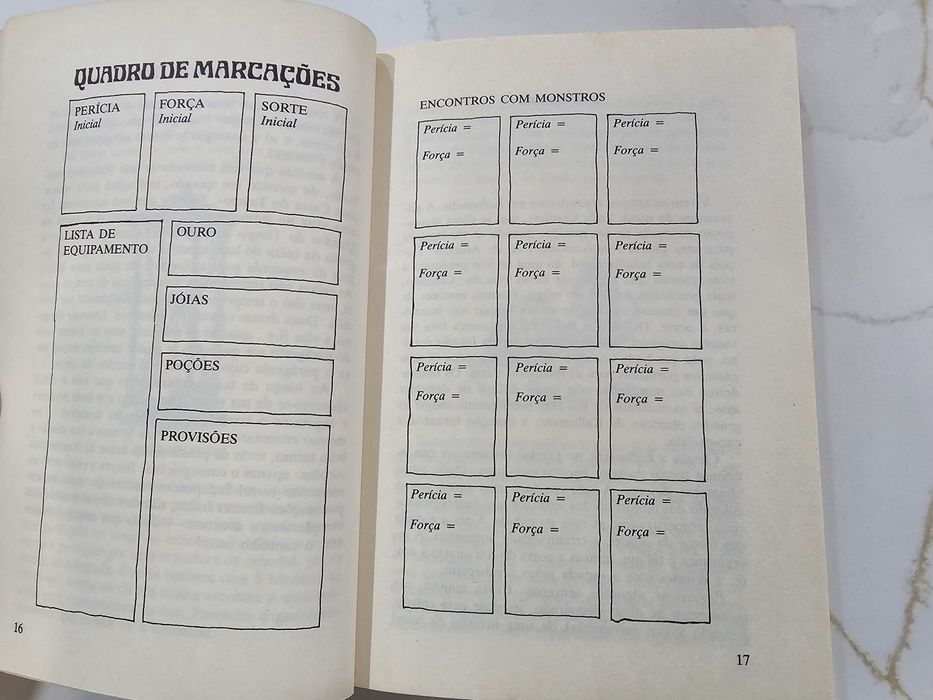 QUADRO DE MARCAÇÕES
PERÍCIA
Inicial
FORÇA
Inicial
SORTE
Inicial
LISTA DE
EQUIPAMENTO
OURO
JÓIAS
POÇÕES
PROVISÕES
16
ENCONTROS COM MONSTROS
Perícia =
Força =
Perícia =
Força =
Perícia =
Força =
Perícia =
Força =
Perícia =
Força =
Perícia =
Força =
Perícia =
Força =
Perícia =
Força =
Perícia =
Força =
Perícia =
Força =
Perícia =
Força =
Perícia =
Força =
17